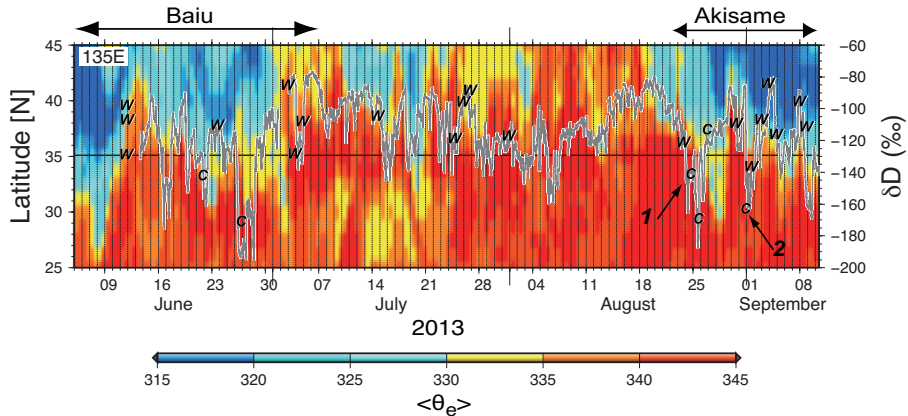 Baiu Akisame
45 135E -60
40 -80
35 -100
30 -120
25 -140
-160
-180
-200
Latitude [N]
δD (‰)
W W W W C C W W W W W W W W W C C W C W W C W W W W
1 2
09 16 23 30 07 14 21 28 04 11 18 25 01 08
June July August September
2013
315 320 325 330 335 340 345
<θe>